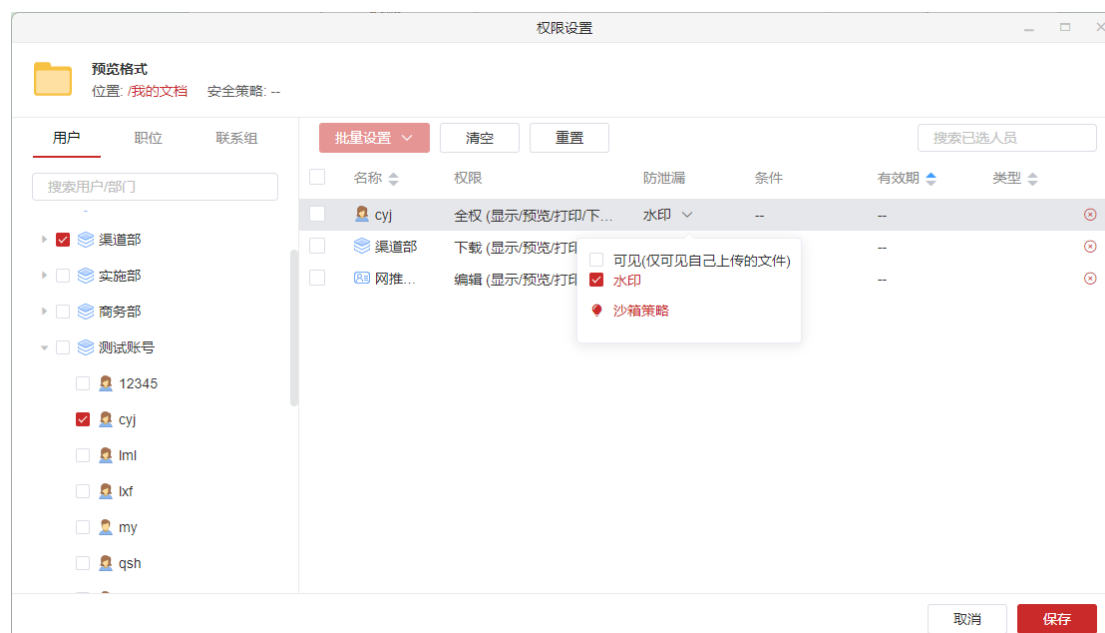 权限设置
预览格式
位置: /我的文档 安全策略: --
用户 职位 联系组
批量设置 清空 重置 搜索已选人员
搜索用户/部门
名称 权限 防泄漏 条件 有效期 类型
cyj 全权 (显示/预览/打印/下... 水印 -- --
渠道部 下载 (显示/预览/打印 --
网推... 编辑 (显示/预览/打印 --
可见(仅可见自己上传的文件)
水印
沙箱策略
渠道部
实施部
商务部
测试账号
12345
cyj
lml
lxf
my
qsh
取消 保存